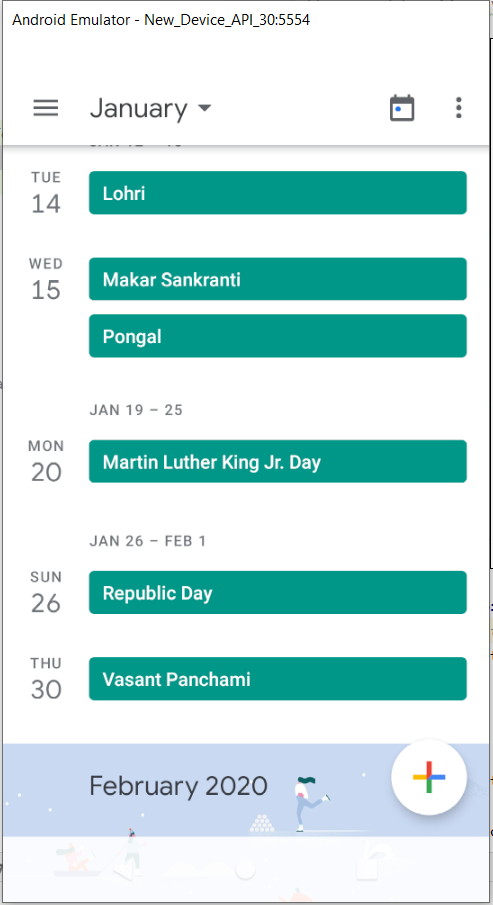 Android Emulator - New_Device_API_30:5554
January
TUE
14
Lohri
WED
15
Makar Sankranti
Pongal
JAN 19 – 25
MON
20
Martin Luther King Jr. Day
JAN 26 – FEB 1
SUN
26
Republic Day
THU
30
Vasant Panchami
February 2020